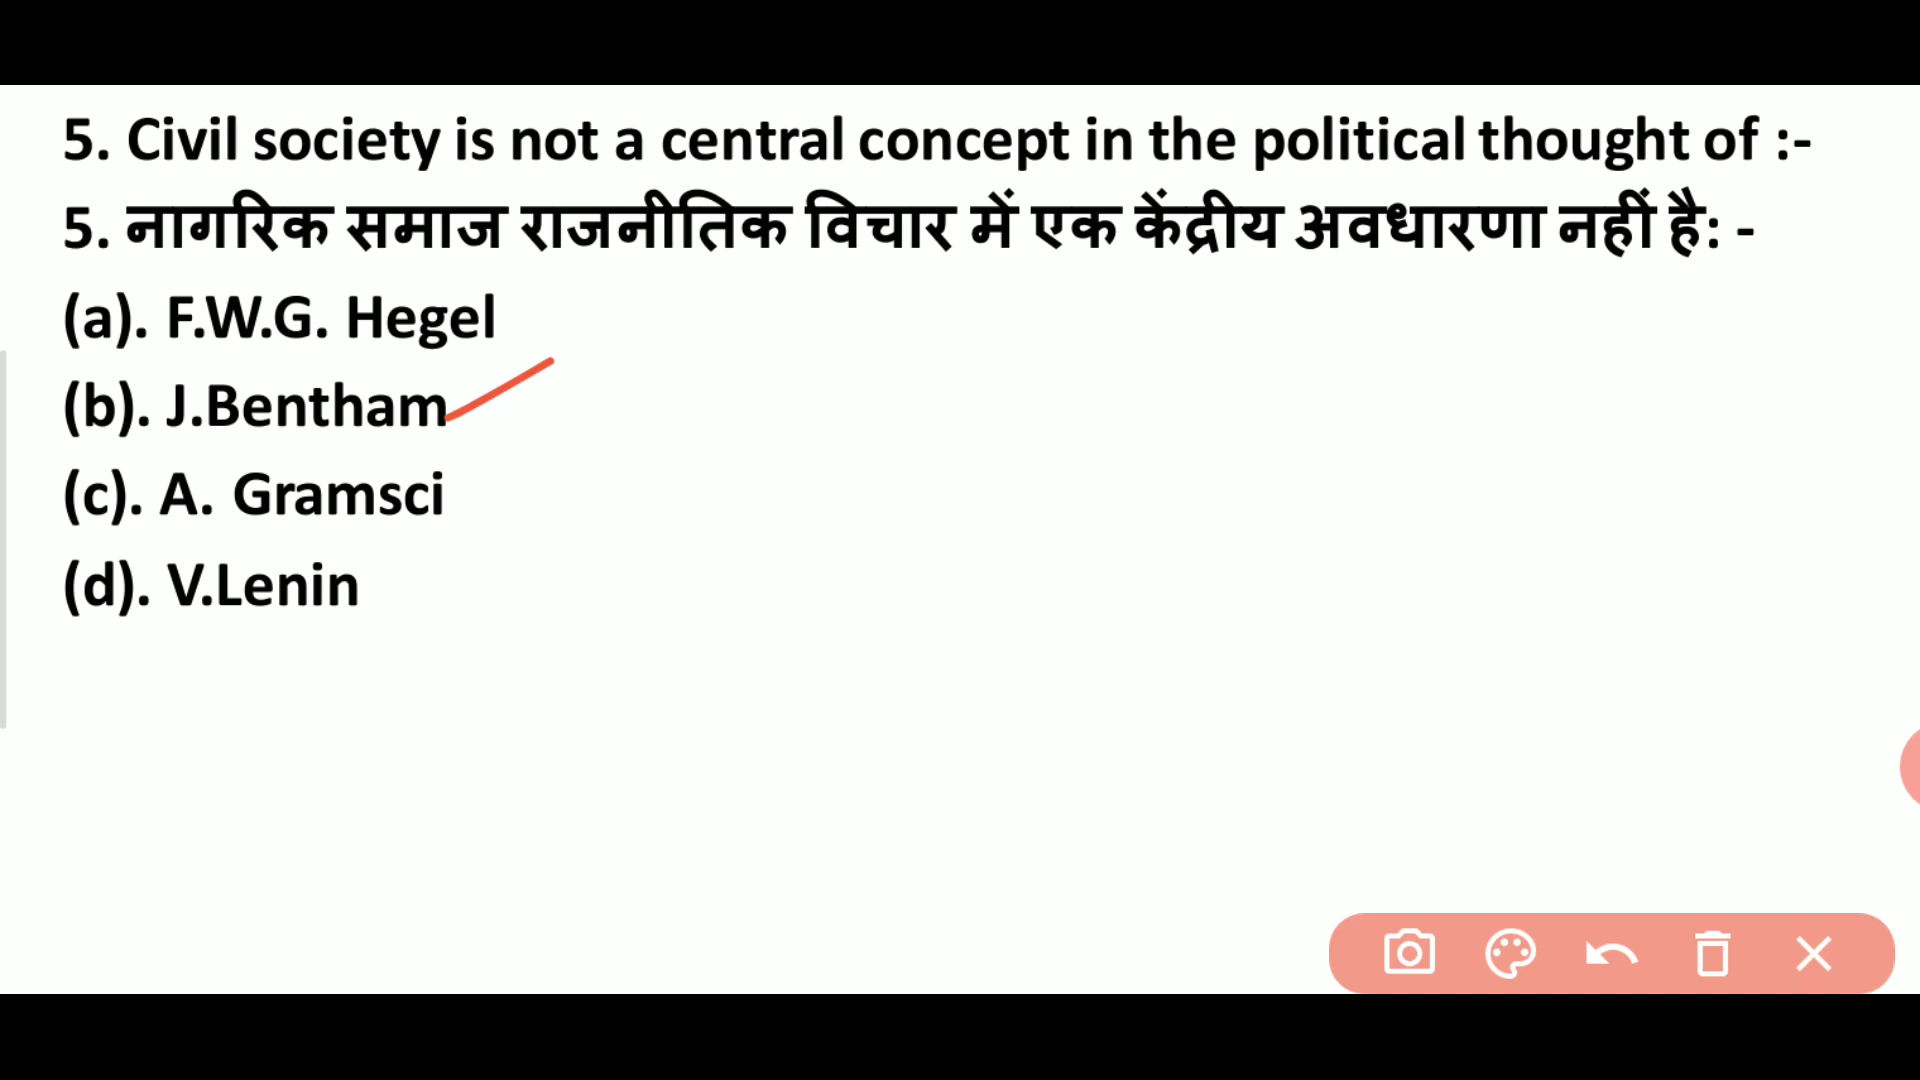 5. Civil society is not a central concept in the political thought of :-
5. नागरिक समाज राजनीतिक विचार में एक केंद्रीय अवधारणा नहीं है: -
(a). F.W.G. Hegel
(b). J.Bentham
(c). A. Gramsci
(d). V.Lenin